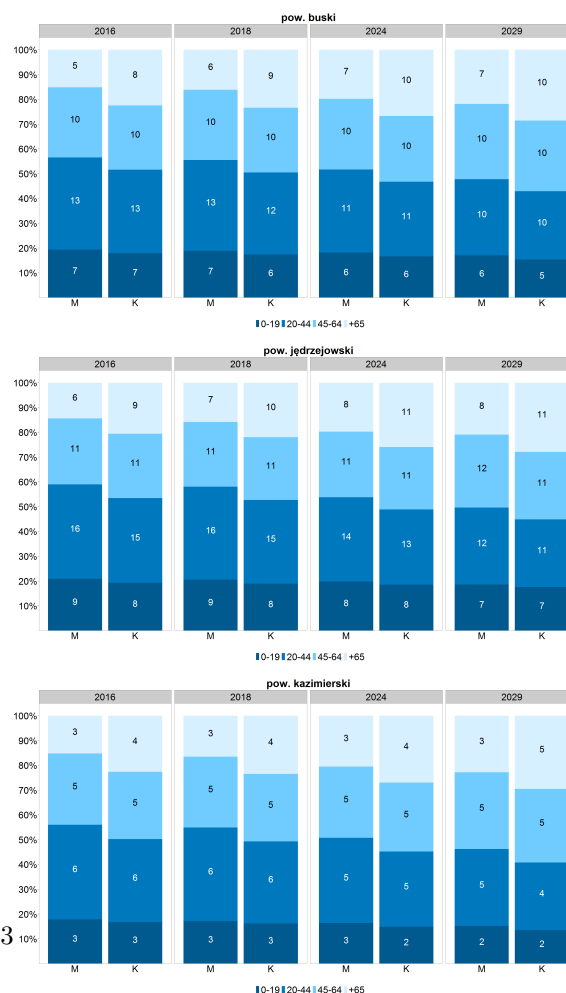 pow. buski
2016 2018 2024 2029
100%
90%
80%
70%
60%
50%
40%
30%
20%
10%
5 8 6 9 7 10 7 10
10 10 10 10 10 10 10 10
13 13 13 12 11 11 10 10
7 7 7 6 6 6 6 5
M K M K M K M K
0-19 20-44 45-64 +65
pow. jędrzejowski
2016 2018 2024 2029
100%
90%
80%
70%
60%
50%
40%
30%
20%
10%
6 9 7 10 8 11 8 11
11 11 11 11 11 11 12 11
16 15 16 15 14 13 12 11
9 8 9 8 8 8 7 7
M K M K M K M K
0-19 20-44 45-64 +65
pow. kazimierski
2016 2018 2024 2029
100%
90%
80%
70%
60%
50%
40%
30%
20%
10%
3 4 3 4 3 4 3 5
5 5 5 5 5 5 5 5
6 6 6 6 5 5 5 4
3 3 3 3 3 2 2 2
3
M K M K M K M K
0-19 20-44 45-64 +65